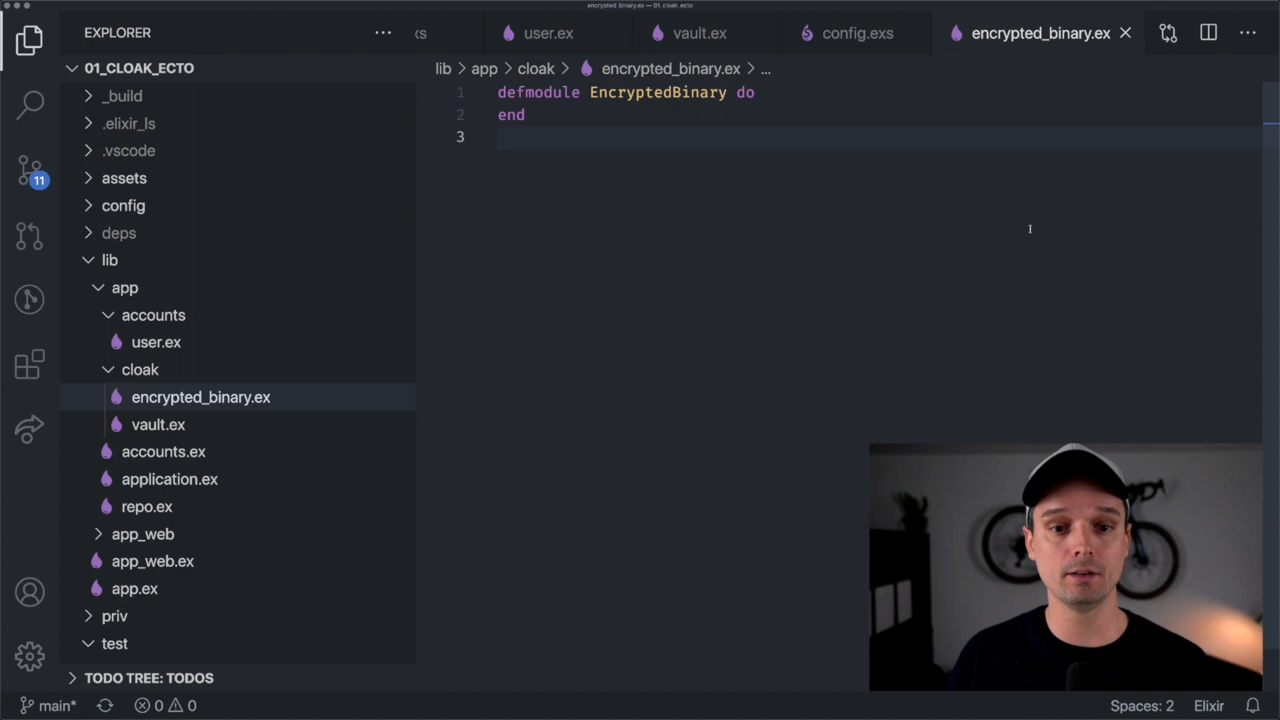 encrypted_binary.ex — 01_cloak_ecto
EXPLORER
user.ex
vault.ex
config.exs
encrypted_binary.ex
01_CLOAK_ECTO
lib > app > cloak > encrypted_binary.ex > ...
_build
.elixir_ls
.vscode
assets
config
deps
lib
app
accounts
user.ex
cloak
encrypted_binary.ex
vault.ex
accounts.ex
application.ex
repo.ex
app_web
app_web.ex
app.ex
priv
test
TODO TREE: TODOS
1 defmodule EncryptedBinary do
2 end
3
11
main* 0 0
Spaces: 2 Elixir